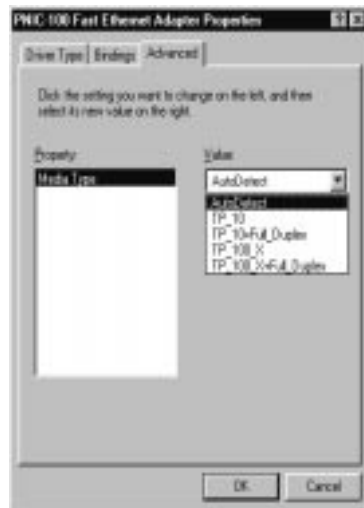 PNIC-100 Fast Ethernet Adapter Properties
Driver Type Bindings Advanced
Click the setting you want to change on the left, and then
select its new value on the right.
Property: Value:
Media Type AutoDetect
AutoDetect
TP_10
TP_10+Full_Duplex
TP_100_X
TP_100_X+Full_Duplex
OK Cancel